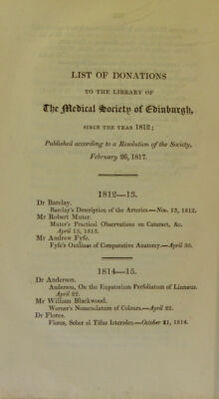 LIST OF DONATIONS
TO THE LIBRARY OF
The Medical Society of Edinburgh,
SINCE THE YEAR 1812;
Published according to a Resolution of the Society,
February 26, 1817.
1812—13.
Dr Barclay.
Barclay's Description of the Arteries.—Nov. 13, 1812.
Mr Robert Muter.
Muter's Practical Observations on Cataract, &c.
April 15, 1813.
Mr Andrew Fyfe.
Fyfe's Outlines of Comparative Anatomy.—April 30.
1814—15.
Dr Anderson.
Anderson, On the Eupatorium Perfoliatum of Linnæus.
April 22.
Mr William Blackwood.
Werner's Nomenclature of Colours.—April 22.
Dr Flores.
Flores, Sober el Tifus Icterodes.—October 21, 1814.